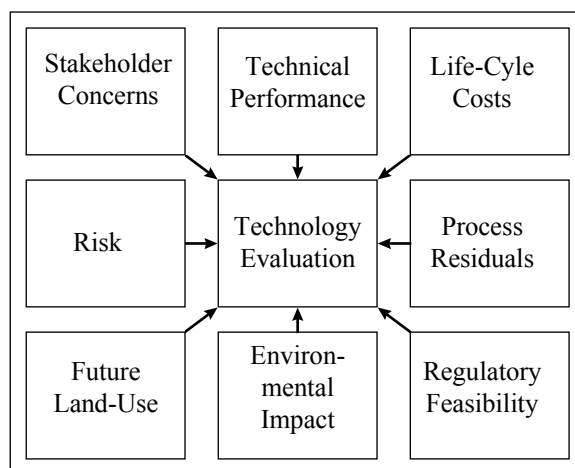 Stakeholder
Concerns
Technical
Performance
Life-Cyle
Costs
Risk
Technology
Evaluation
Process
Residuals
Future
Land-Use
Environ-
mental
Impact
Regulatory
Feasibility